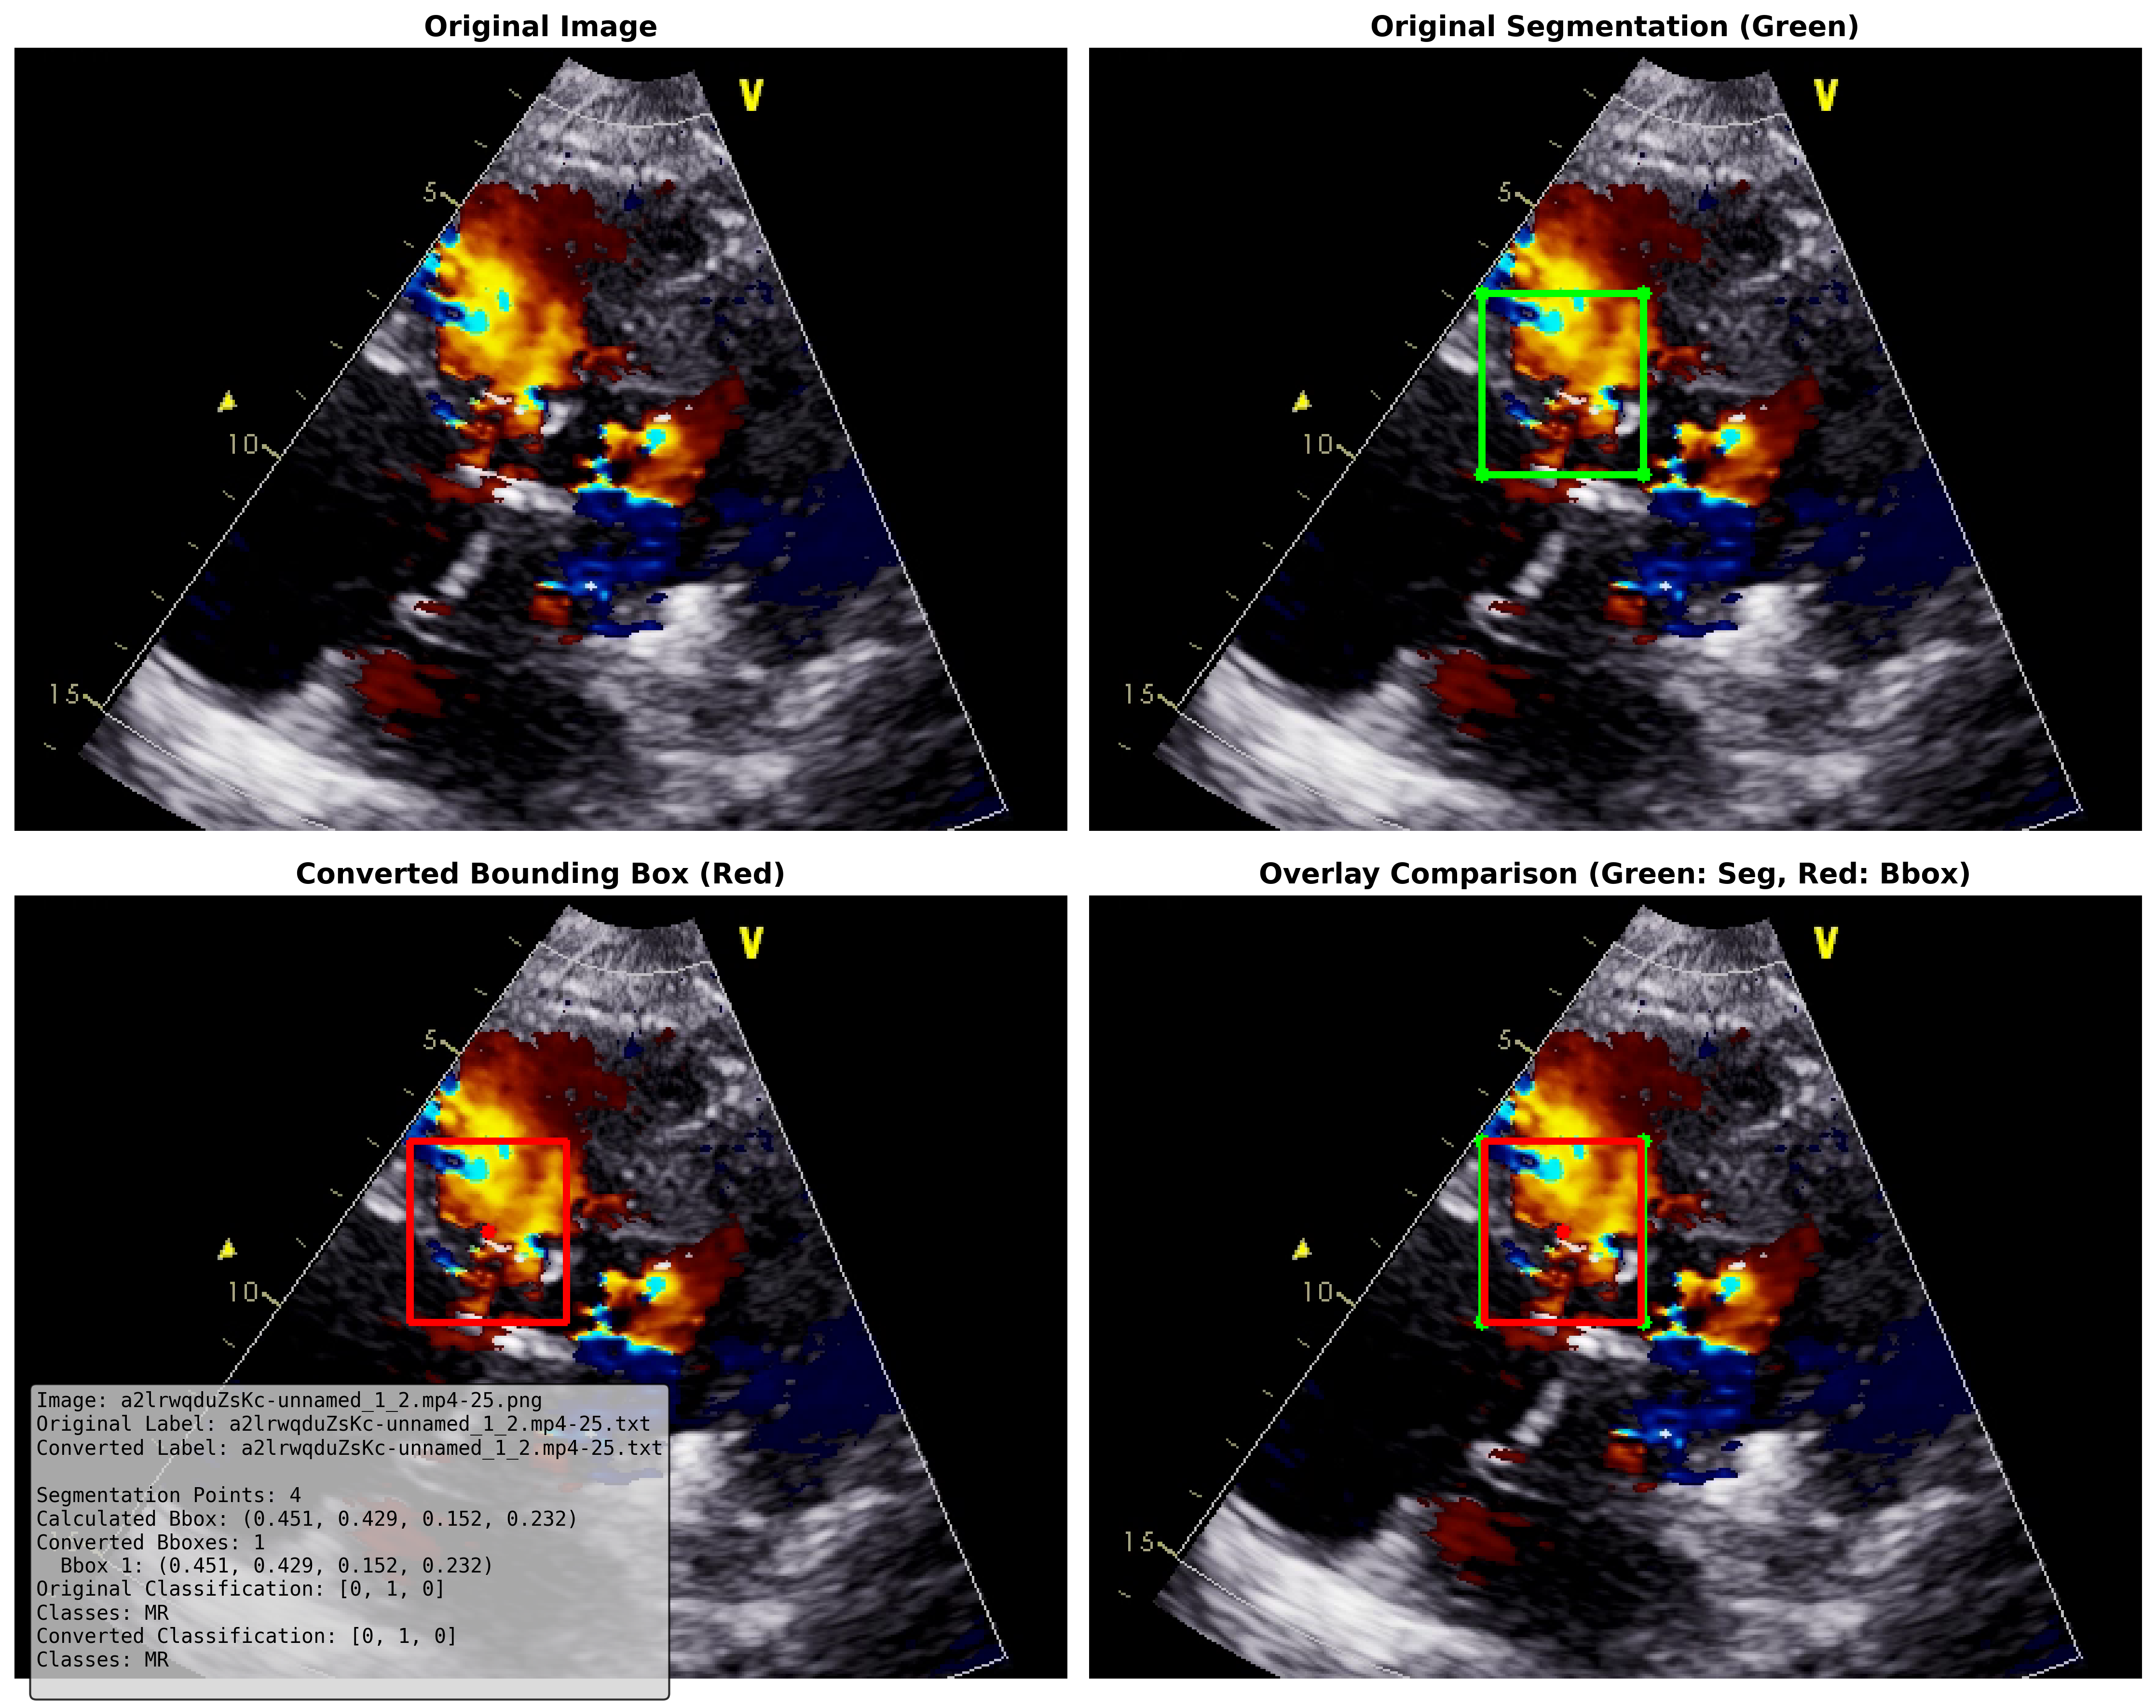 Original Image
Original Segmentation (Green)
V
5
10
15
V
5
10
15
Converted Bounding Box (Red)
Overlay Comparison (Green: Seg, Red: Bbox)
V
5
10
V
5
10
15
Image: a2lrwqduZsKc-unnamed_1_2.mp4-25.png
Original Label: a2lrwqduZsKc-unnamed_1_2.mp4-25.txt
Converted Label: a2lrwqduZsKc-unnamed_1_2.mp4-25.txt
Segmentation Points: 4
Calculated Bbox: (0.451, 0.429, 0.152, 0.232)
Converted Bboxes: 1
Bbox 1: (0.451, 0.429, 0.152, 0.232)
Original Classification: [0, 1, 0]
Classes: MR
Converted Classification: [0, 1, 0]
Classes: MR